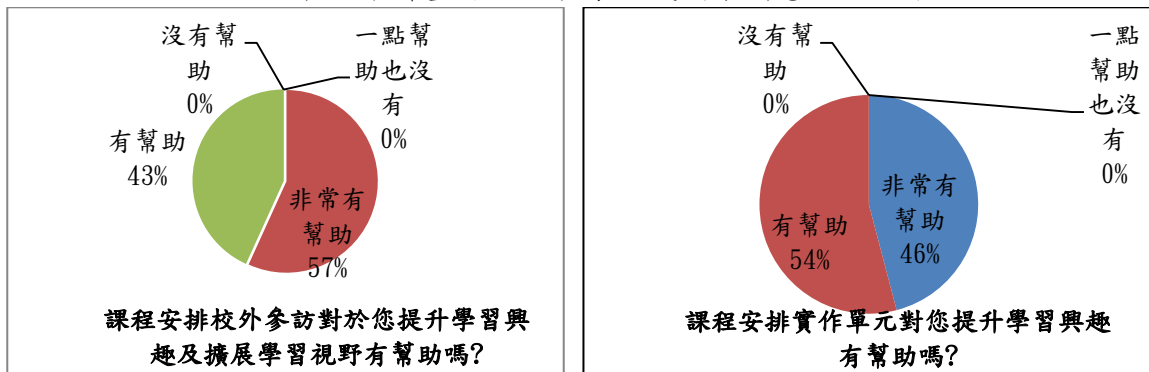 沒有幫
助
0%
一點幫
助也沒
有
0%
有幫助
43%
非常有
幫助
57%
課程安排校外參訪對於您提升學習興
趣及擴展學習視野有幫助嗎?
沒有幫
助
0%
一點
幫助
也沒
有
0%
有幫助
54%
非常有
幫助
46%
課程安排實作單元對您提升學習興趣
有幫助嗎?